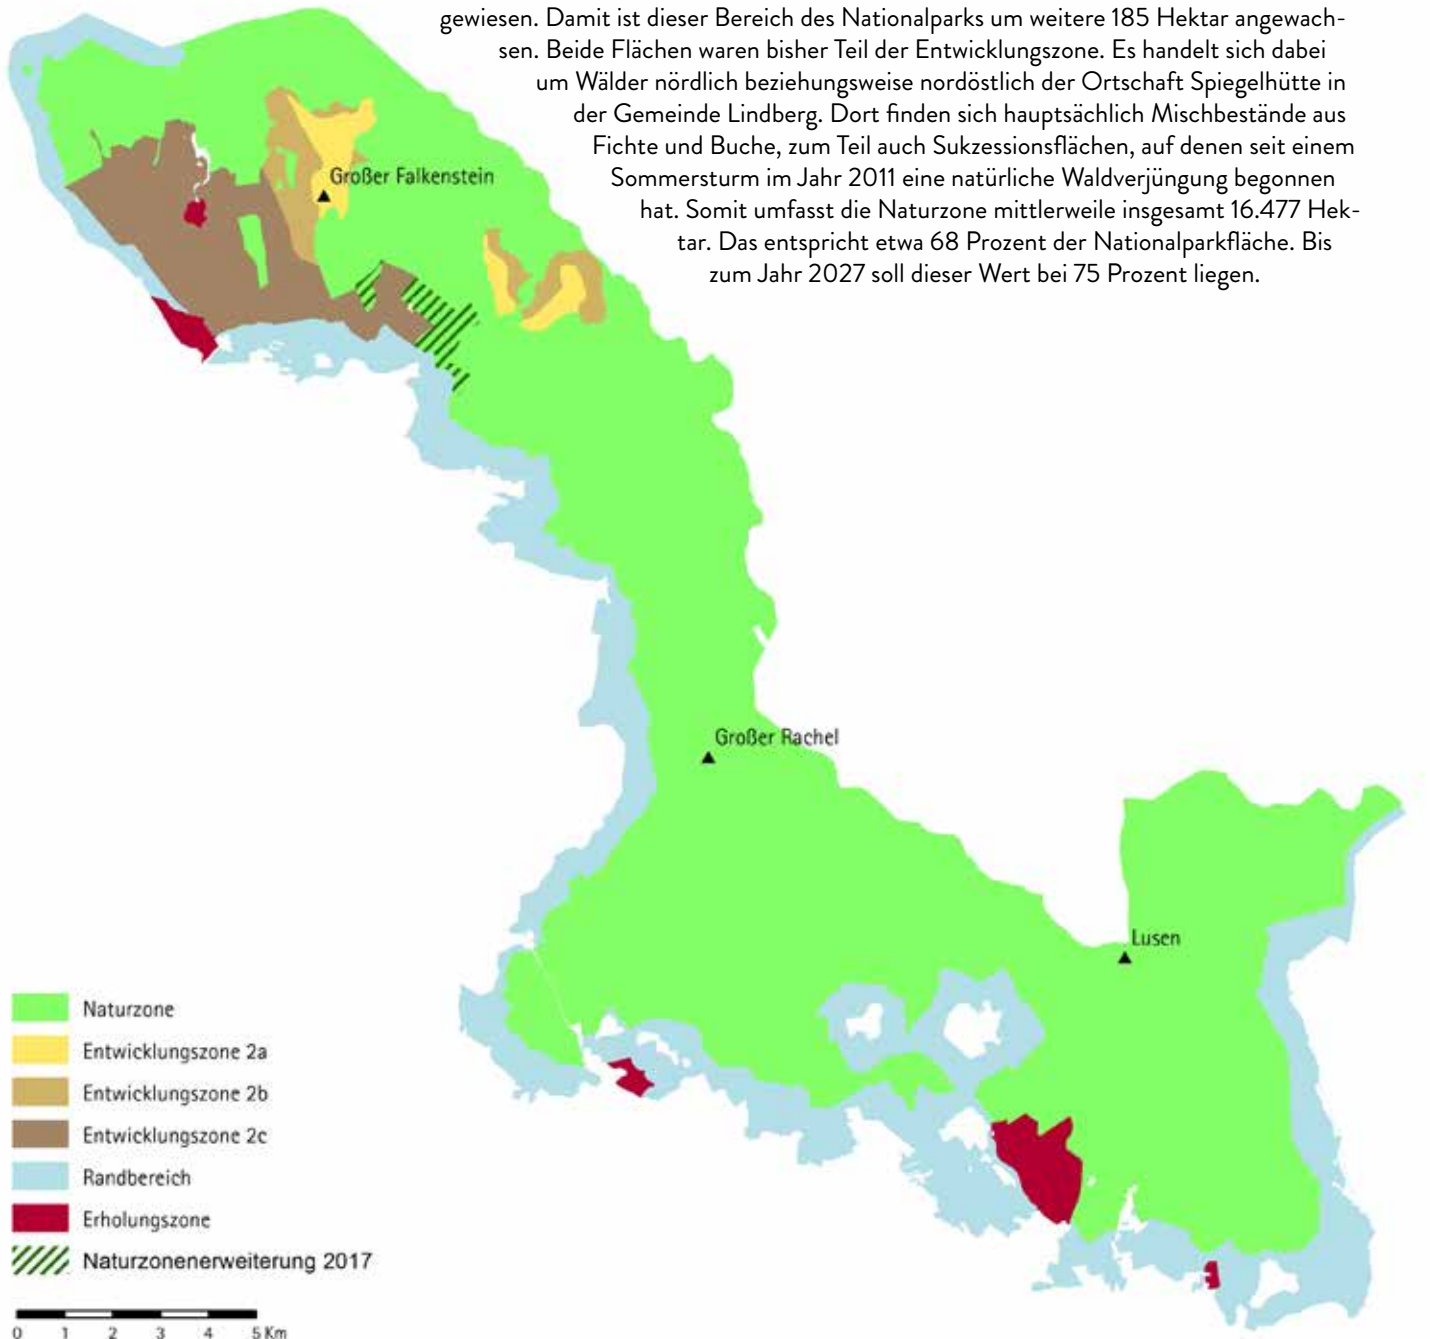 gewiesen. Damit ist dieser Bereich des Nationalparks um weitere 185 Hektar angewach-
sen. Beide Flächen waren bisher Teil der Entwicklungszone. Es handelt sich dabei
um Wälder nördlich beziehungsweise nordöstlich der Ortschaft Spiegelhütte in
der Gemeinde Lindberg. Dort finden sich hauptsächlich Mischbestände aus
Fichte und Buche, zum Teil auch Sukzessionsflächen, auf denen seit einem
Sommersturm im Jahr 2011 eine natürliche Waldverjüngung begonnen
hat. Somit umfasst die Naturzone mittlerweile insgesamt 16.477 Hek-
tar. Das entspricht etwa 68 Prozent der Nationalparkfläche. Bis
zum Jahr 2027 soll dieser Wert bei 75 Prozent liegen.
Großer Falkenstein
Großer Rachel
Lusen
Naturzone
Entwicklungszone 2a
Entwicklungszone 2b
Entwicklungszone 2c
Randbereich
Erholungszone
Naturzonenerweiterung 2017
0 1 2 3 4 5 Km